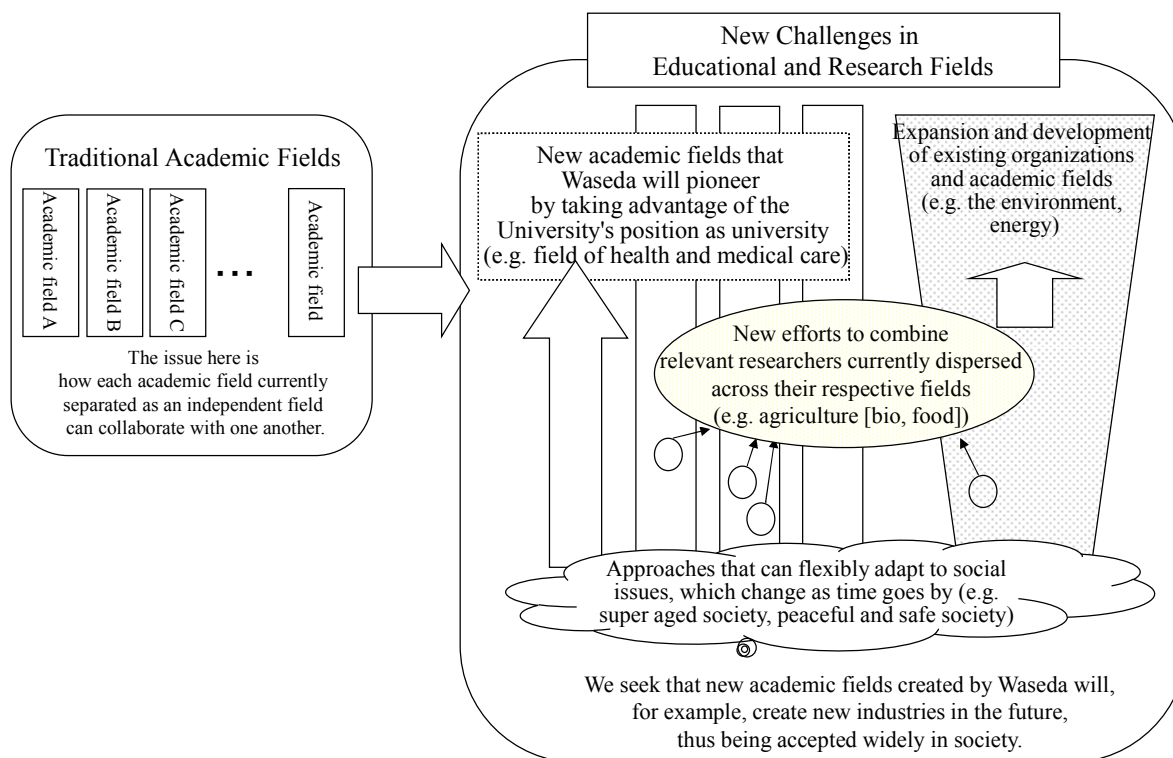 Traditional Academic Fields
Academic field A
Academic field B
Academic field C
...
Academic field
The issue here is
how each academic field currently
separated as an independent field
can collaborate with one another.
New Challenges in
Educational and Research Fields
New academic fields that
Waseda will pioneer
by taking advantage of the
University's position as university
(e.g. field of health and medical care)
Expansion and development
of existing organizations
and academic fields
(e.g. the environment,
energy)
New efforts to combine
relevant researchers currently dispersed
across their respective fields
(e.g. agriculture [bio, food])
Approaches that can flexibly adapt to social
issues, which change as time goes by (e.g.
super aged society, peaceful and safe society)
We seek that new academic fields created by Waseda will,
for example, create new industries in the future,
thus being accepted widely in society.